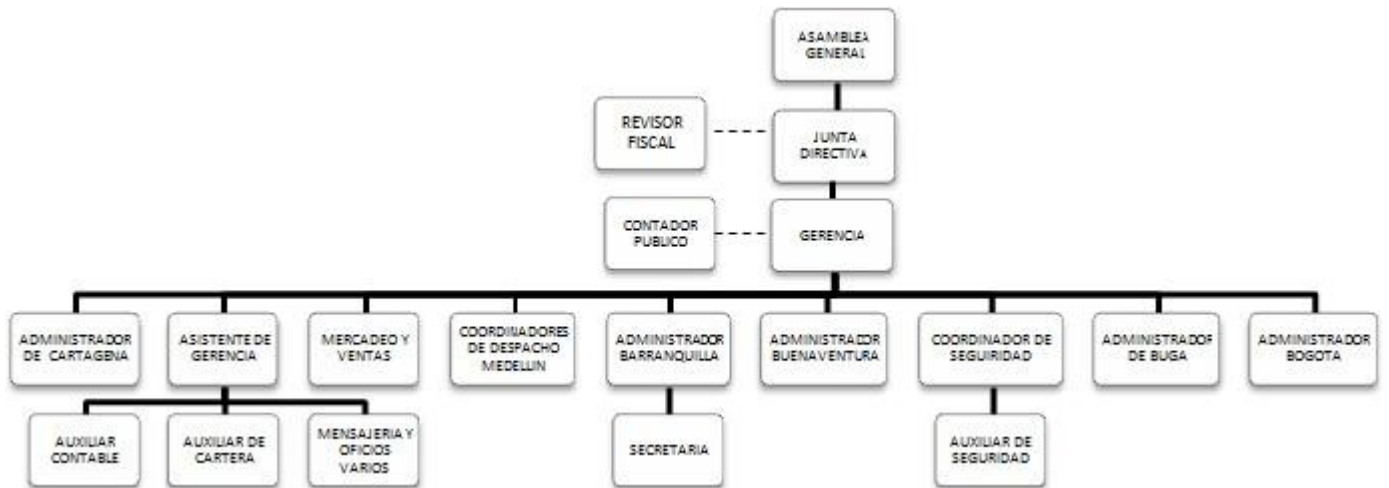 ASAMBLEA
GENERAL
REVISOR
FISCAL
JUNTA
DIRECTIVA
CONTADOR
PUBLICO
GERENCIA
ADMINISTRADOR
DE CARTAGENA
ASISTENTE DE
GERENCIA
MERCADEO Y
VENTAS
COORDINADORES
DE DESPACHO
MEDELLIN
ADMINISTRADOR
BARRANQUILLA
ADMINISTRADOR
BUENAVENTURA
COORDINADOR DE
SEGUIRIDAD
ADMINISTRADOR
DE BUGA
ADMINISTRADOR
BOGOTA
AUXILIAR
CONTABLE
AUXILIAR DE
CARTERA
MENSAJERIA Y
OFICIOS
VARIOS
SECRETARIA
AUXILIAR DE
SEGURIDAD